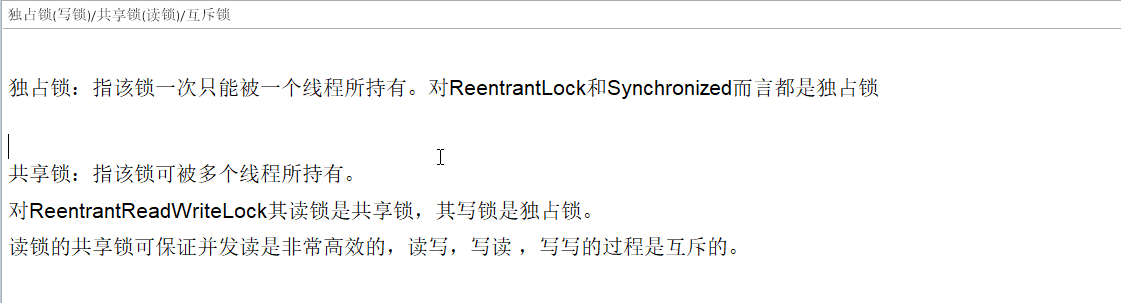 独占锁(写锁)/共享锁(读锁)/互斥锁
独占锁：指该锁一次只能被一个线程所持有。对ReentrantLock和Synchronized而言都是独占锁
共享锁：指该锁可被多个线程所持有。
对ReentrantReadWriteLock其读锁是共享锁，其写锁是独占锁。
读锁的共享锁可保证并发读是非常高效的，读写，写读 ，写写的过程是互斥的。